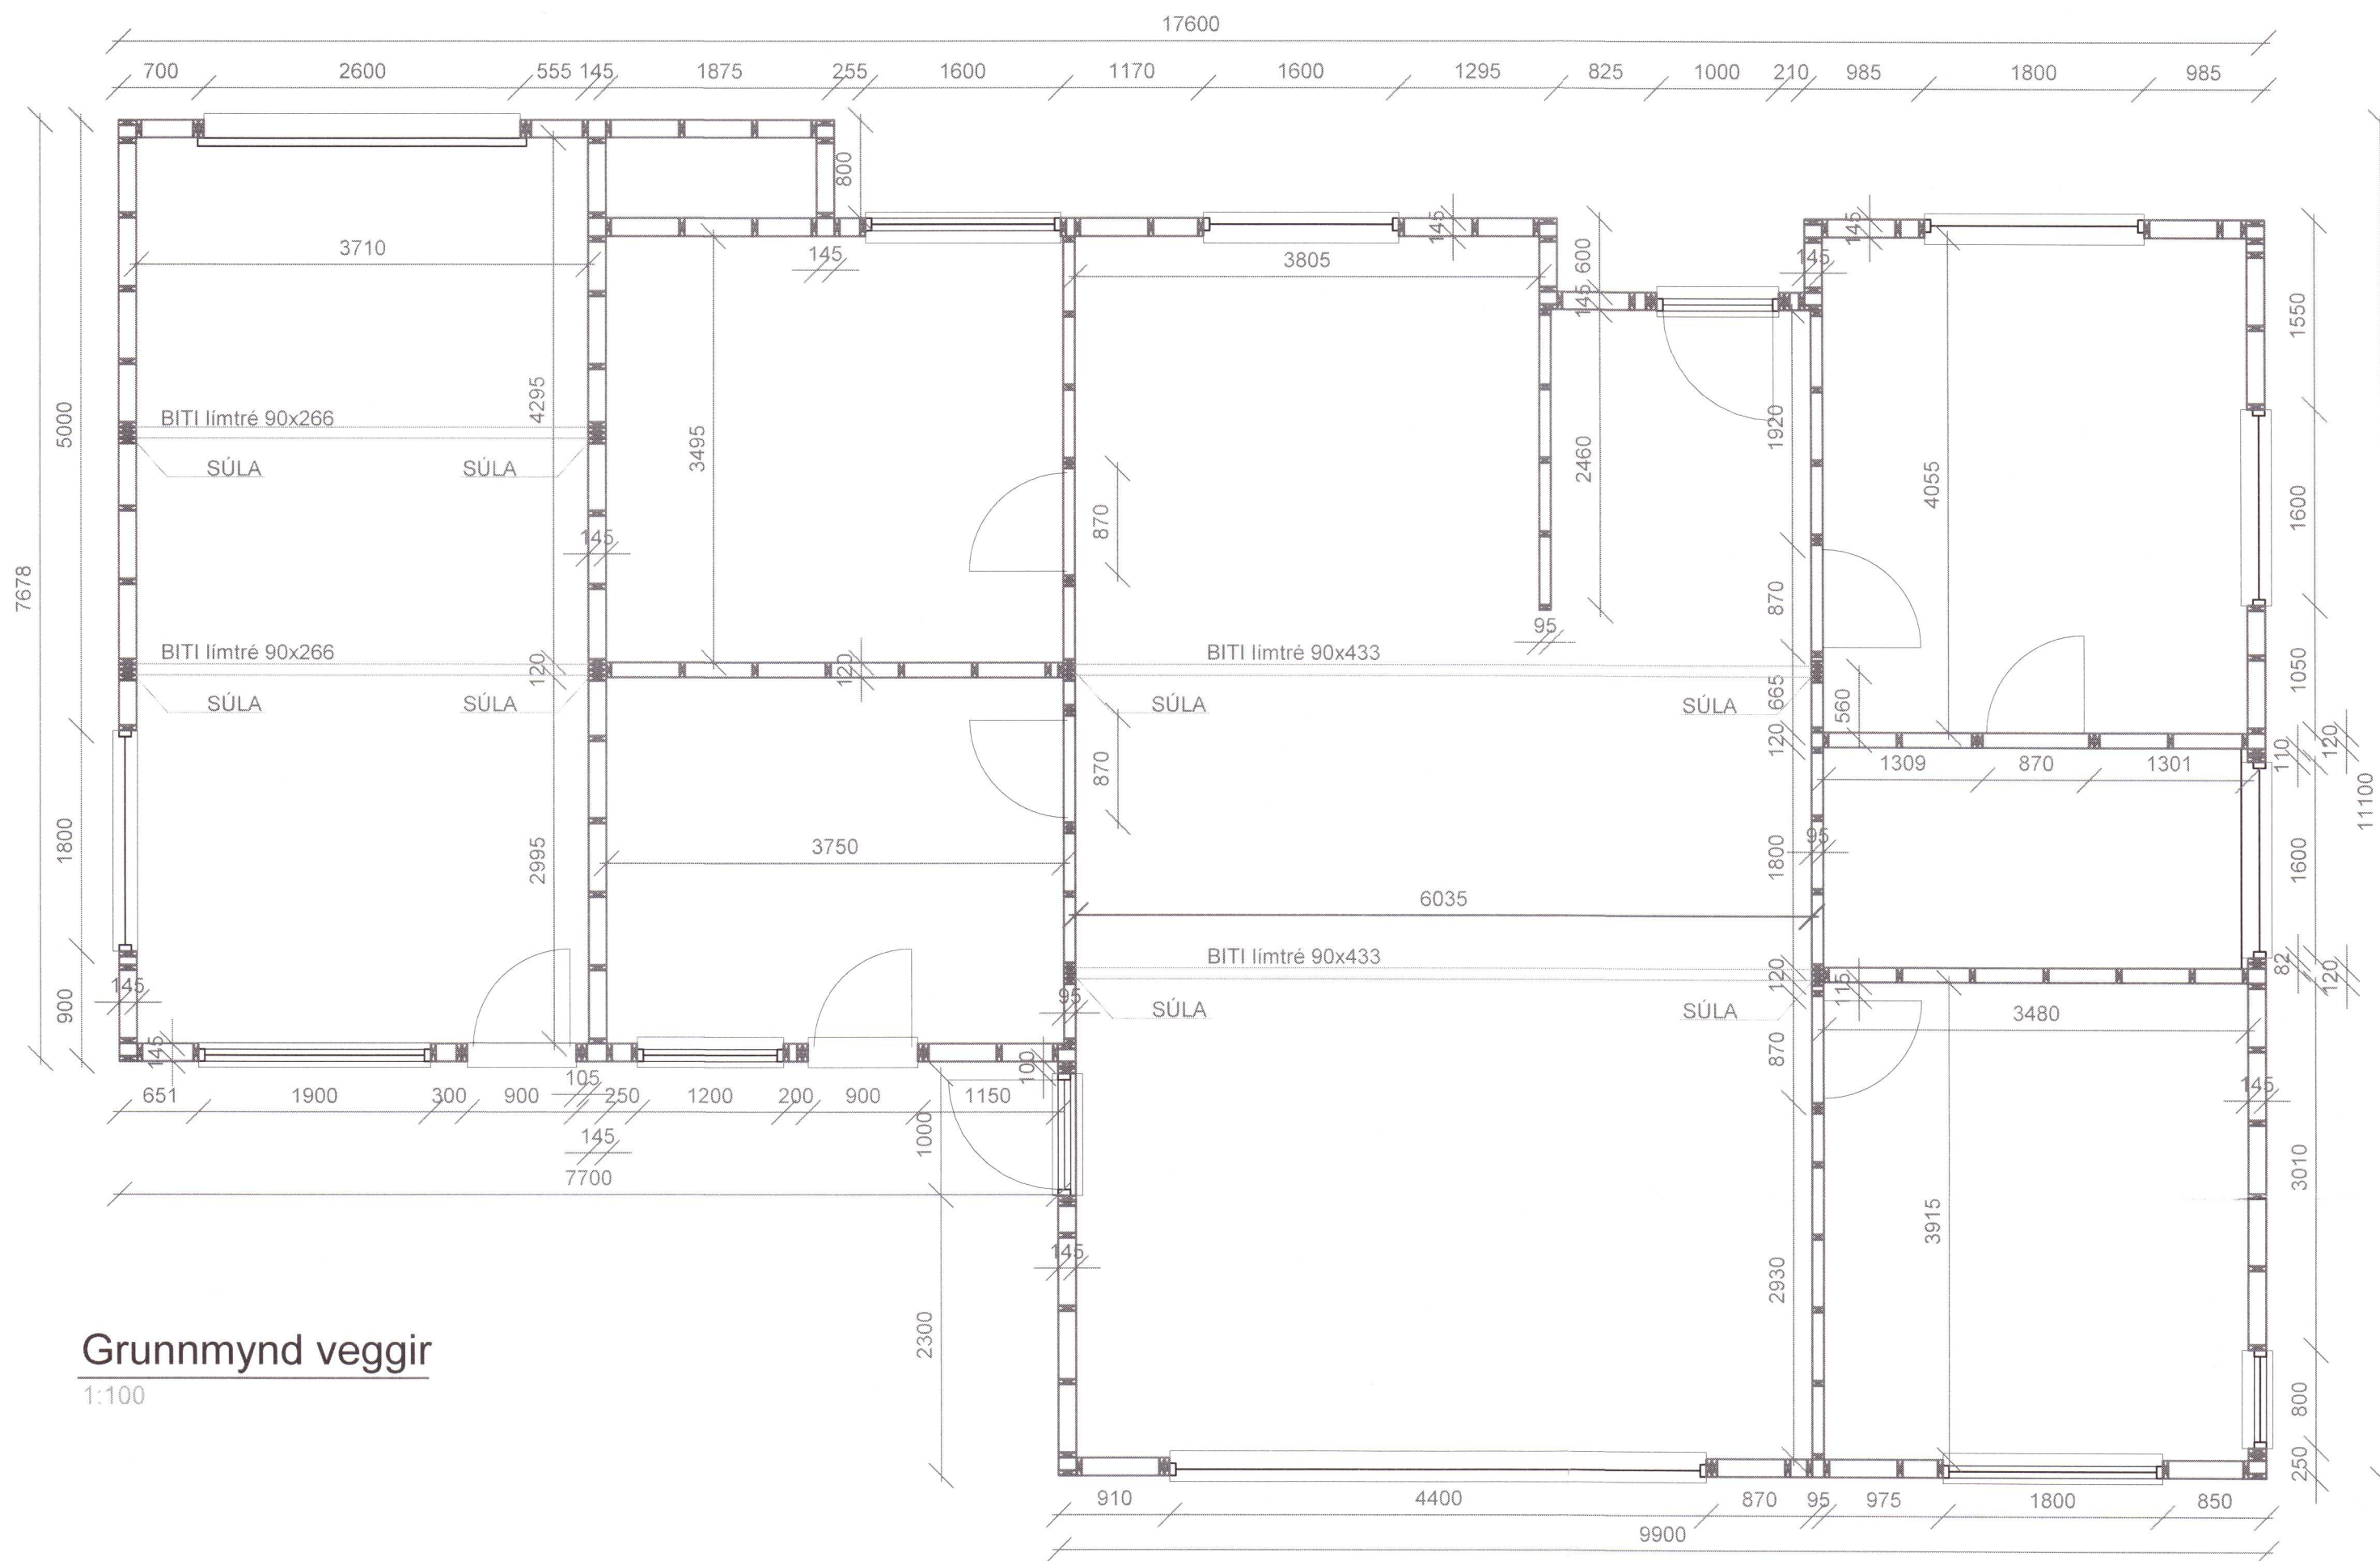 17600
700 2600 555 145 1875 255 1600 1170 1600 1295 825 1000 210 985 1800 985
800
145 600 145 145
3710 145 3805 145
1550
BITI límtré 90x266 4295 1920
5000 SÚLA SÚLA 3495 2460 4055
870 1600
145
7678 870
95
BITI límtré 90x266 120 120 BITI límtré 90x433 1050
SÚLA SÚLA SÚLA SÚLA 665 560
120 110 120
870 1309 870 1301
11100
1800 2995 3750 1800 95 1600
6035
BITI límtré 90x433 120 82 120
145 900 95 SÚLA SÚLA 115 3480
145 100 870
105 145
651 1900 300 900 250 1200 200 900 1150
145 1000
7700 3010
145 3915
2930
2300
Grunnmynd veggir
1:100
800
250
910 4400 870 95 975 1800 850
9900